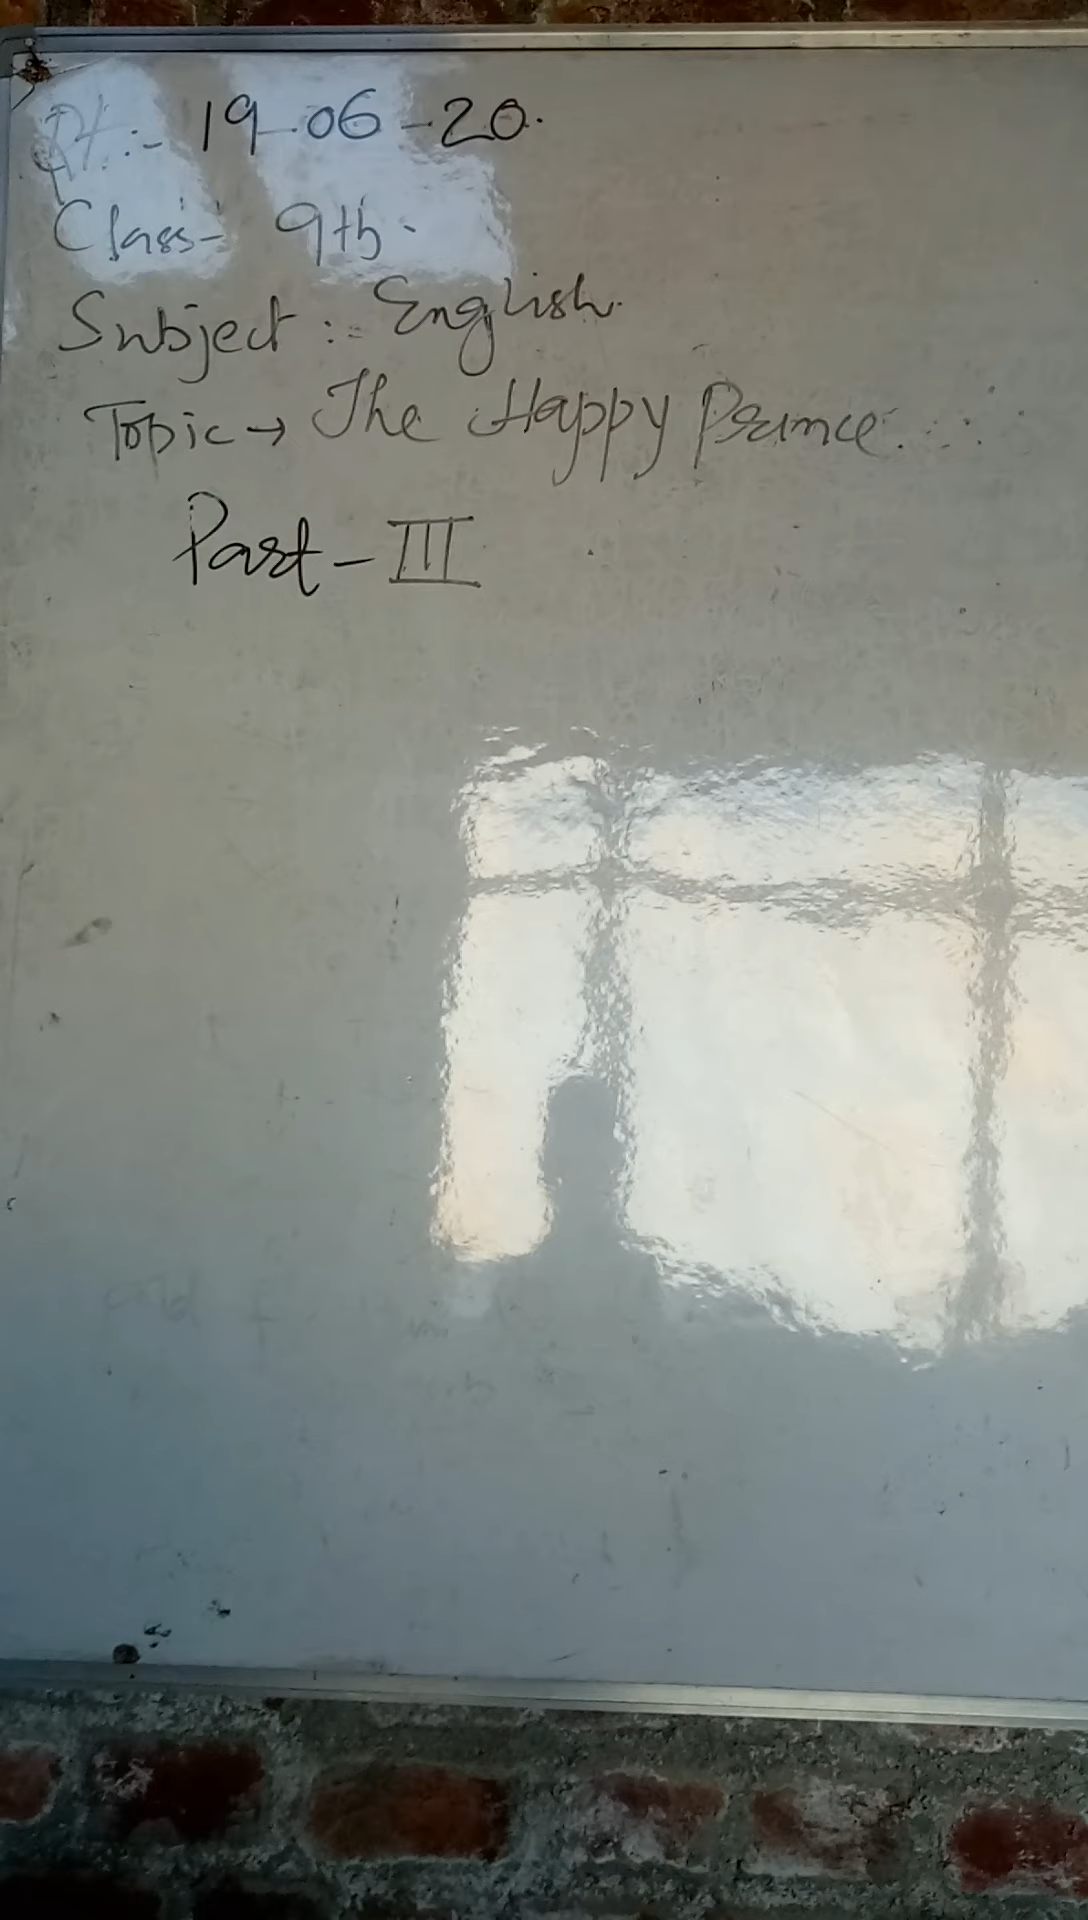 Dt:- 19-06-20.
Class- 9th.
Subject :- English.
Topic → The Happy Prince.
Part - III